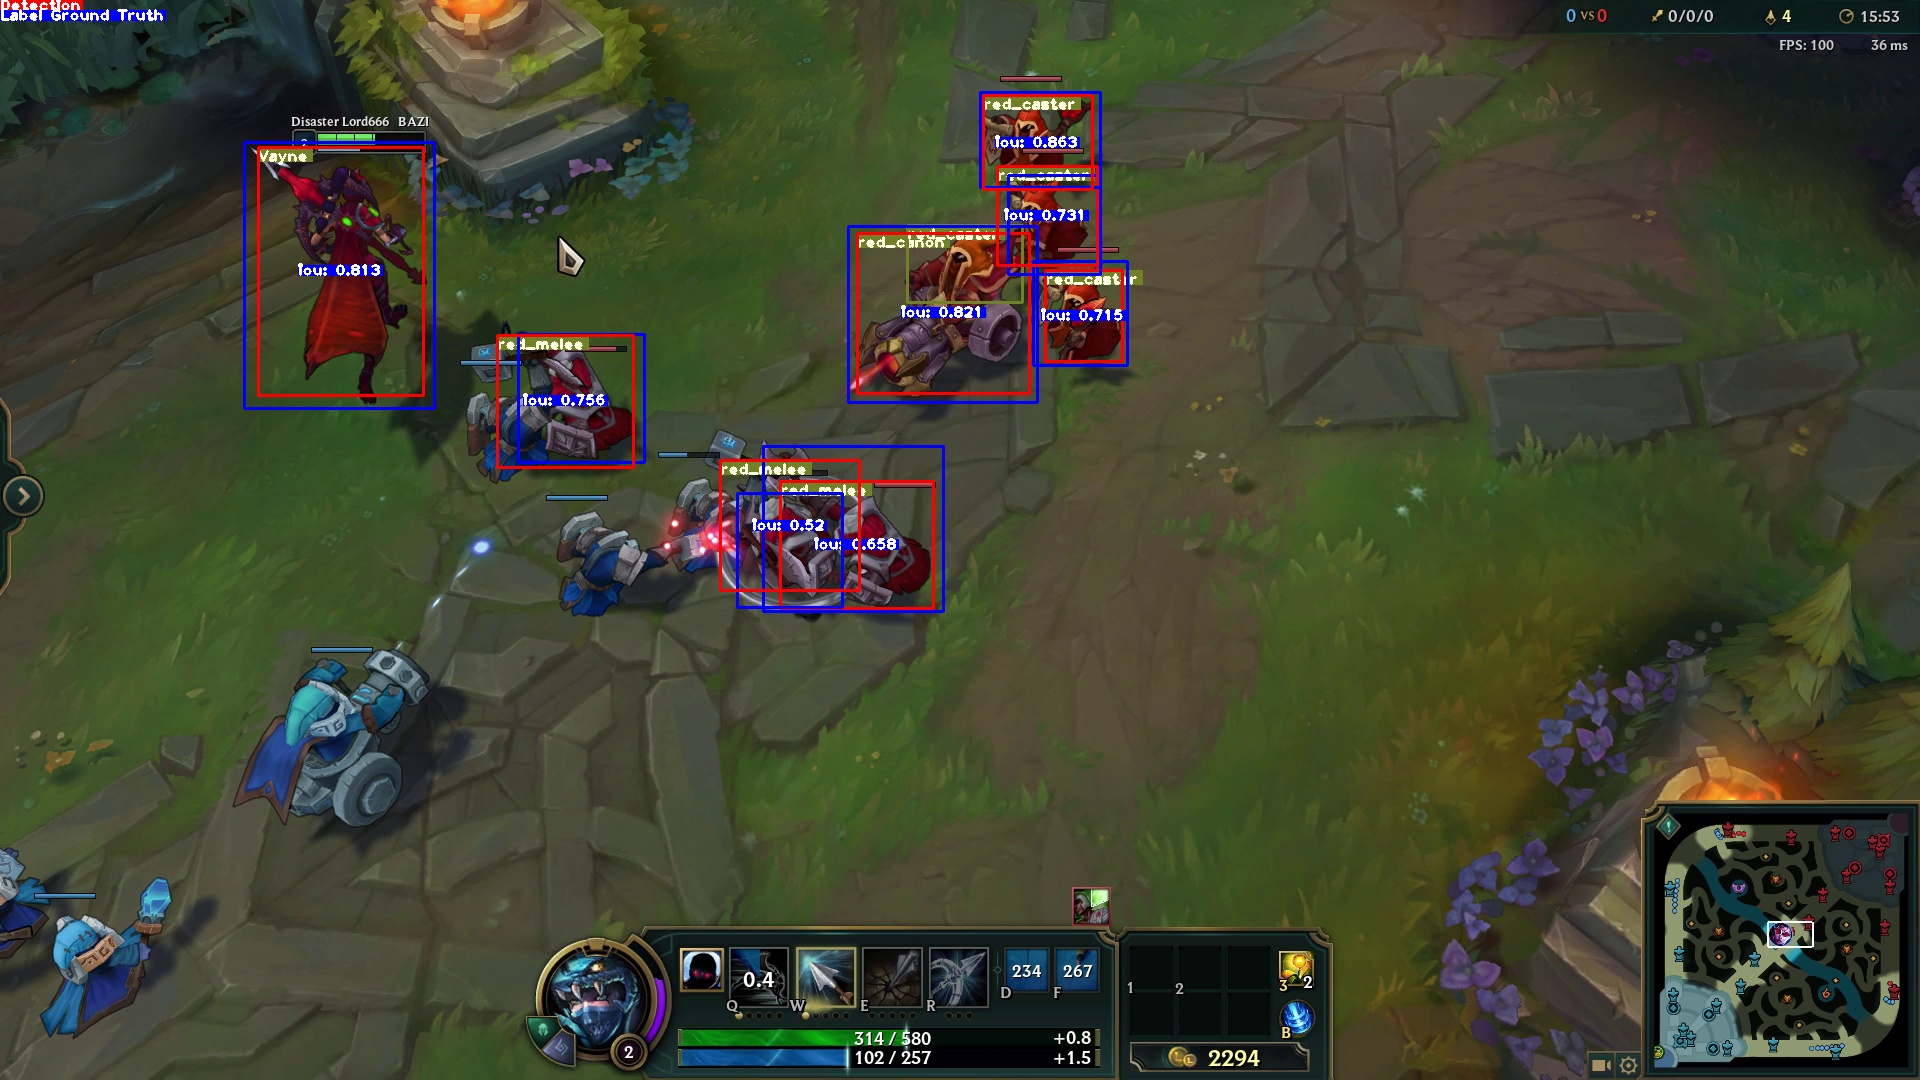 Detection
Label Ground Truth
0 vs 0
0/0/0
4
15:53
FPS: 100
36 ms
Disaster Lord666 BAZI
Vayne
Iou: 0.813
red_caster
Iou: 0.863
red_caster
Iou: 0.731
red_caster
red_canon
Iou: 0.821
red_caster
Iou: 0.715
red_melee
Iou: 0.756
red_melee
red_melee
Iou: 0.52
Iou: 0.658
0.4
Q
W
E
R
234
D
267
F
1
2
3
2
B
2
314 / 580
+0.8
102 / 257
+1.5
2294